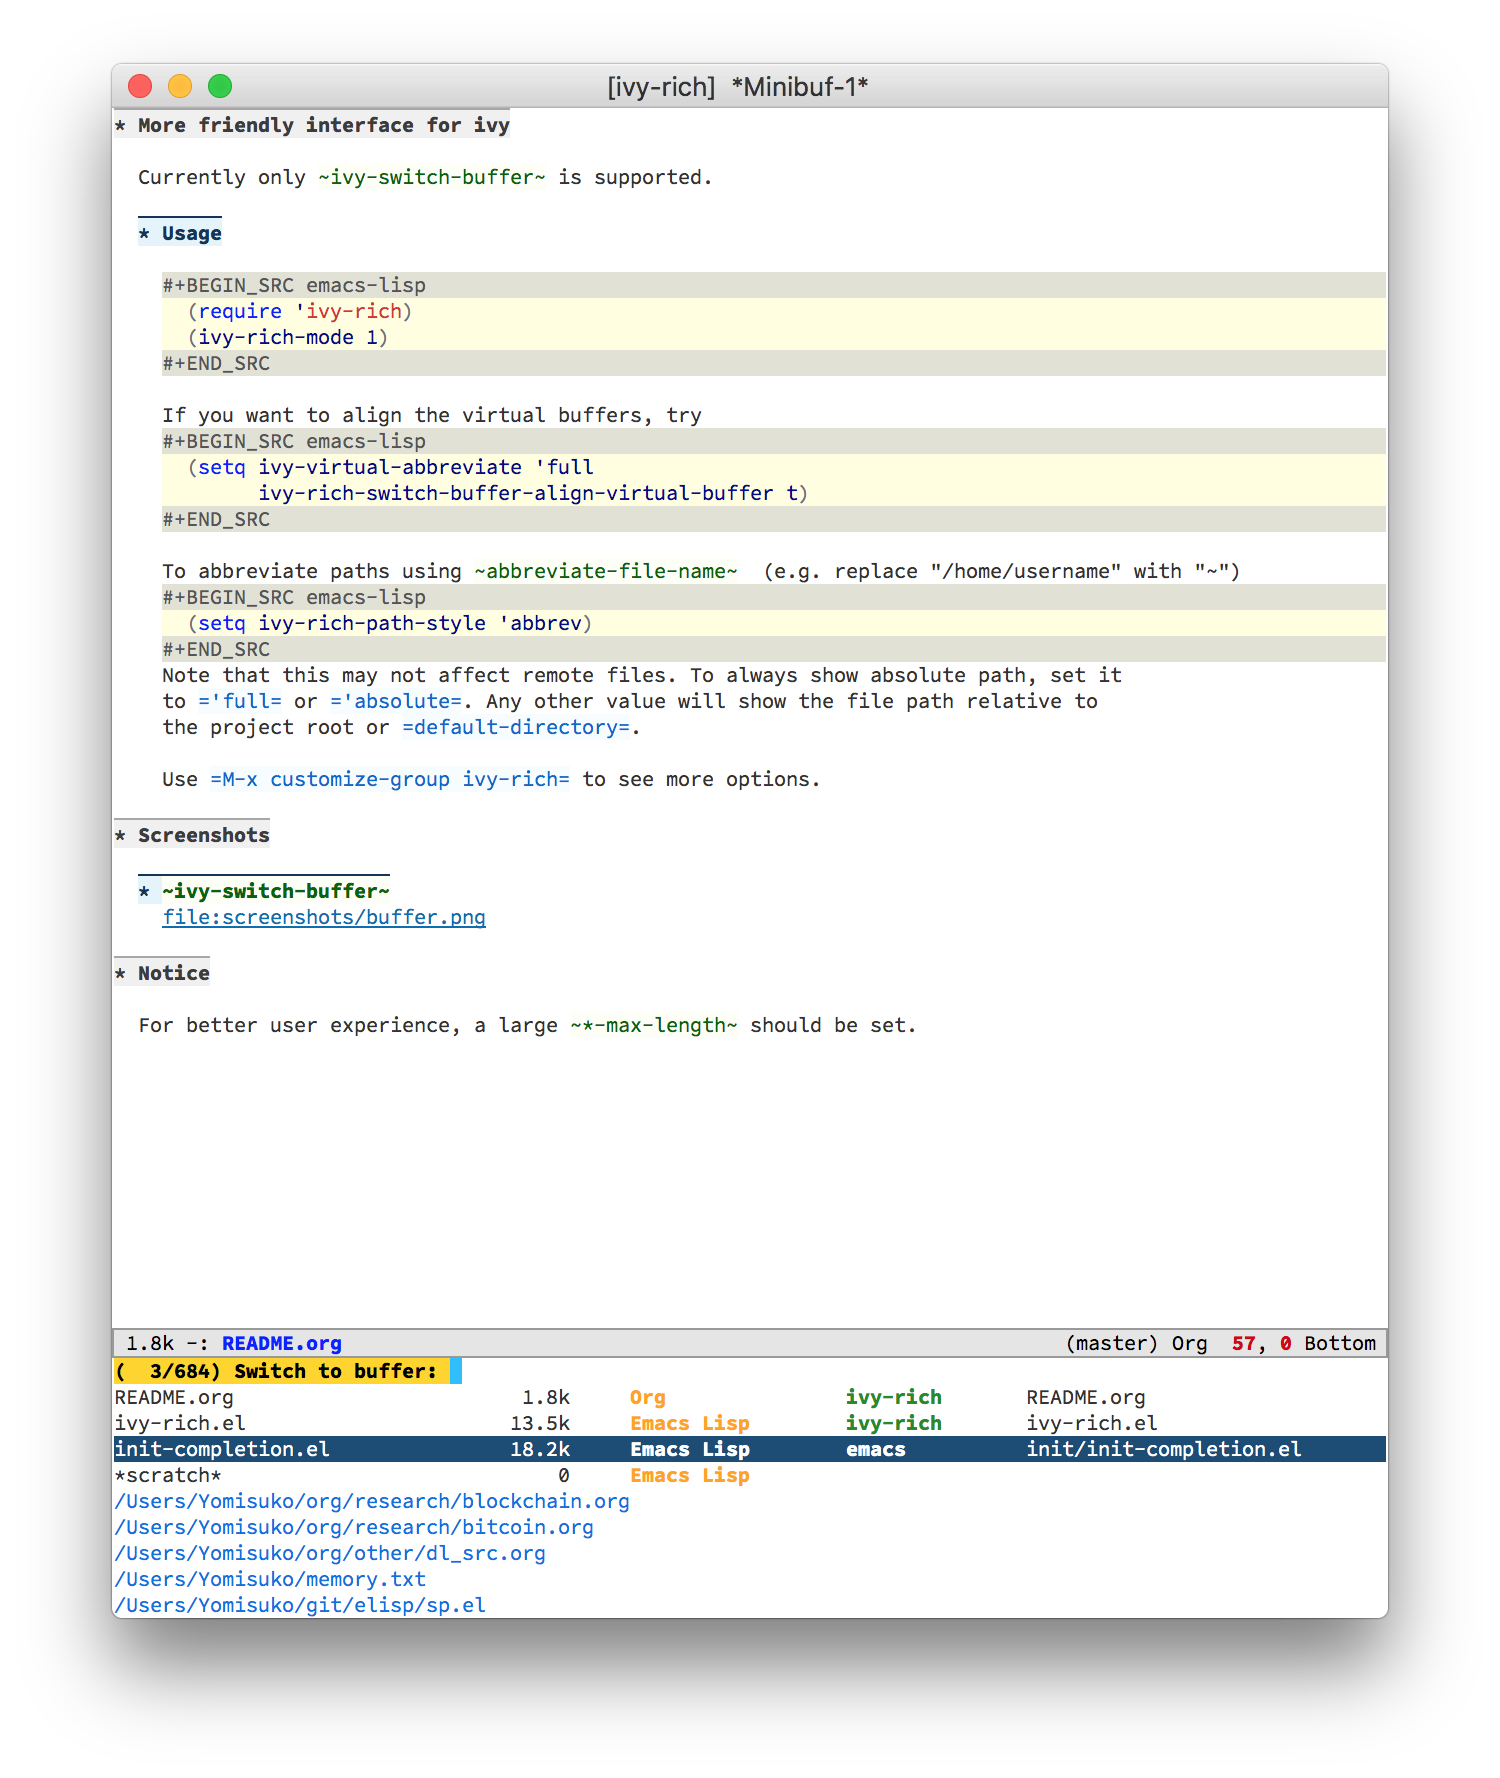 [ivy-rich]  *Minibuf-1*
* More friendly interface for ivy
Currently only ~ivy-switch-buffer~ is supported.
* Usage
#+BEGIN_SRC emacs-lisp
(require 'ivy-rich)
(ivy-rich-mode 1)
#+END_SRC
If you want to align the virtual buffers, try
#+BEGIN_SRC emacs-lisp
(setq ivy-virtual-abbreviate 'full
ivy-rich-switch-buffer-align-virtual-buffer t)
#+END_SRC
To abbreviate paths using ~abbreviate-file-name~  (e.g. replace "/home/username" with "~")
#+BEGIN_SRC emacs-lisp
(setq ivy-rich-path-style 'abbrev)
#+END_SRC
Note that this may not affect remote files. To always show absolute path, set it
to ='full= or ='absolute=. Any other value will show the file path relative to
the project root or =default-directory=.
Use =M-x customize-group ivy-rich= to see more options.
* Screenshots
* ~ivy-switch-buffer~
file:screenshots/buffer.png
* Notice
For better user experience, a large ~*-max-length~ should be set.
1.8k -: README.org (master) Org  57, 0 Bottom
(  3/684) Switch to buffer:
README.org 1.8k Org ivy-rich README.org
ivy-rich.el 13.5k Emacs Lisp ivy-rich ivy-rich.el
init-completion.el 18.2k Emacs Lisp emacs init/init-completion.el
*scratch* 0 Emacs Lisp
/Users/Yomisuko/org/research/blockchain.org
/Users/Yomisuko/org/research/bitcoin.org
/Users/Yomisuko/org/other/dl_src.org
/Users/Yomisuko/memory.txt
/Users/Yomisuko/git/elisp/sp.el